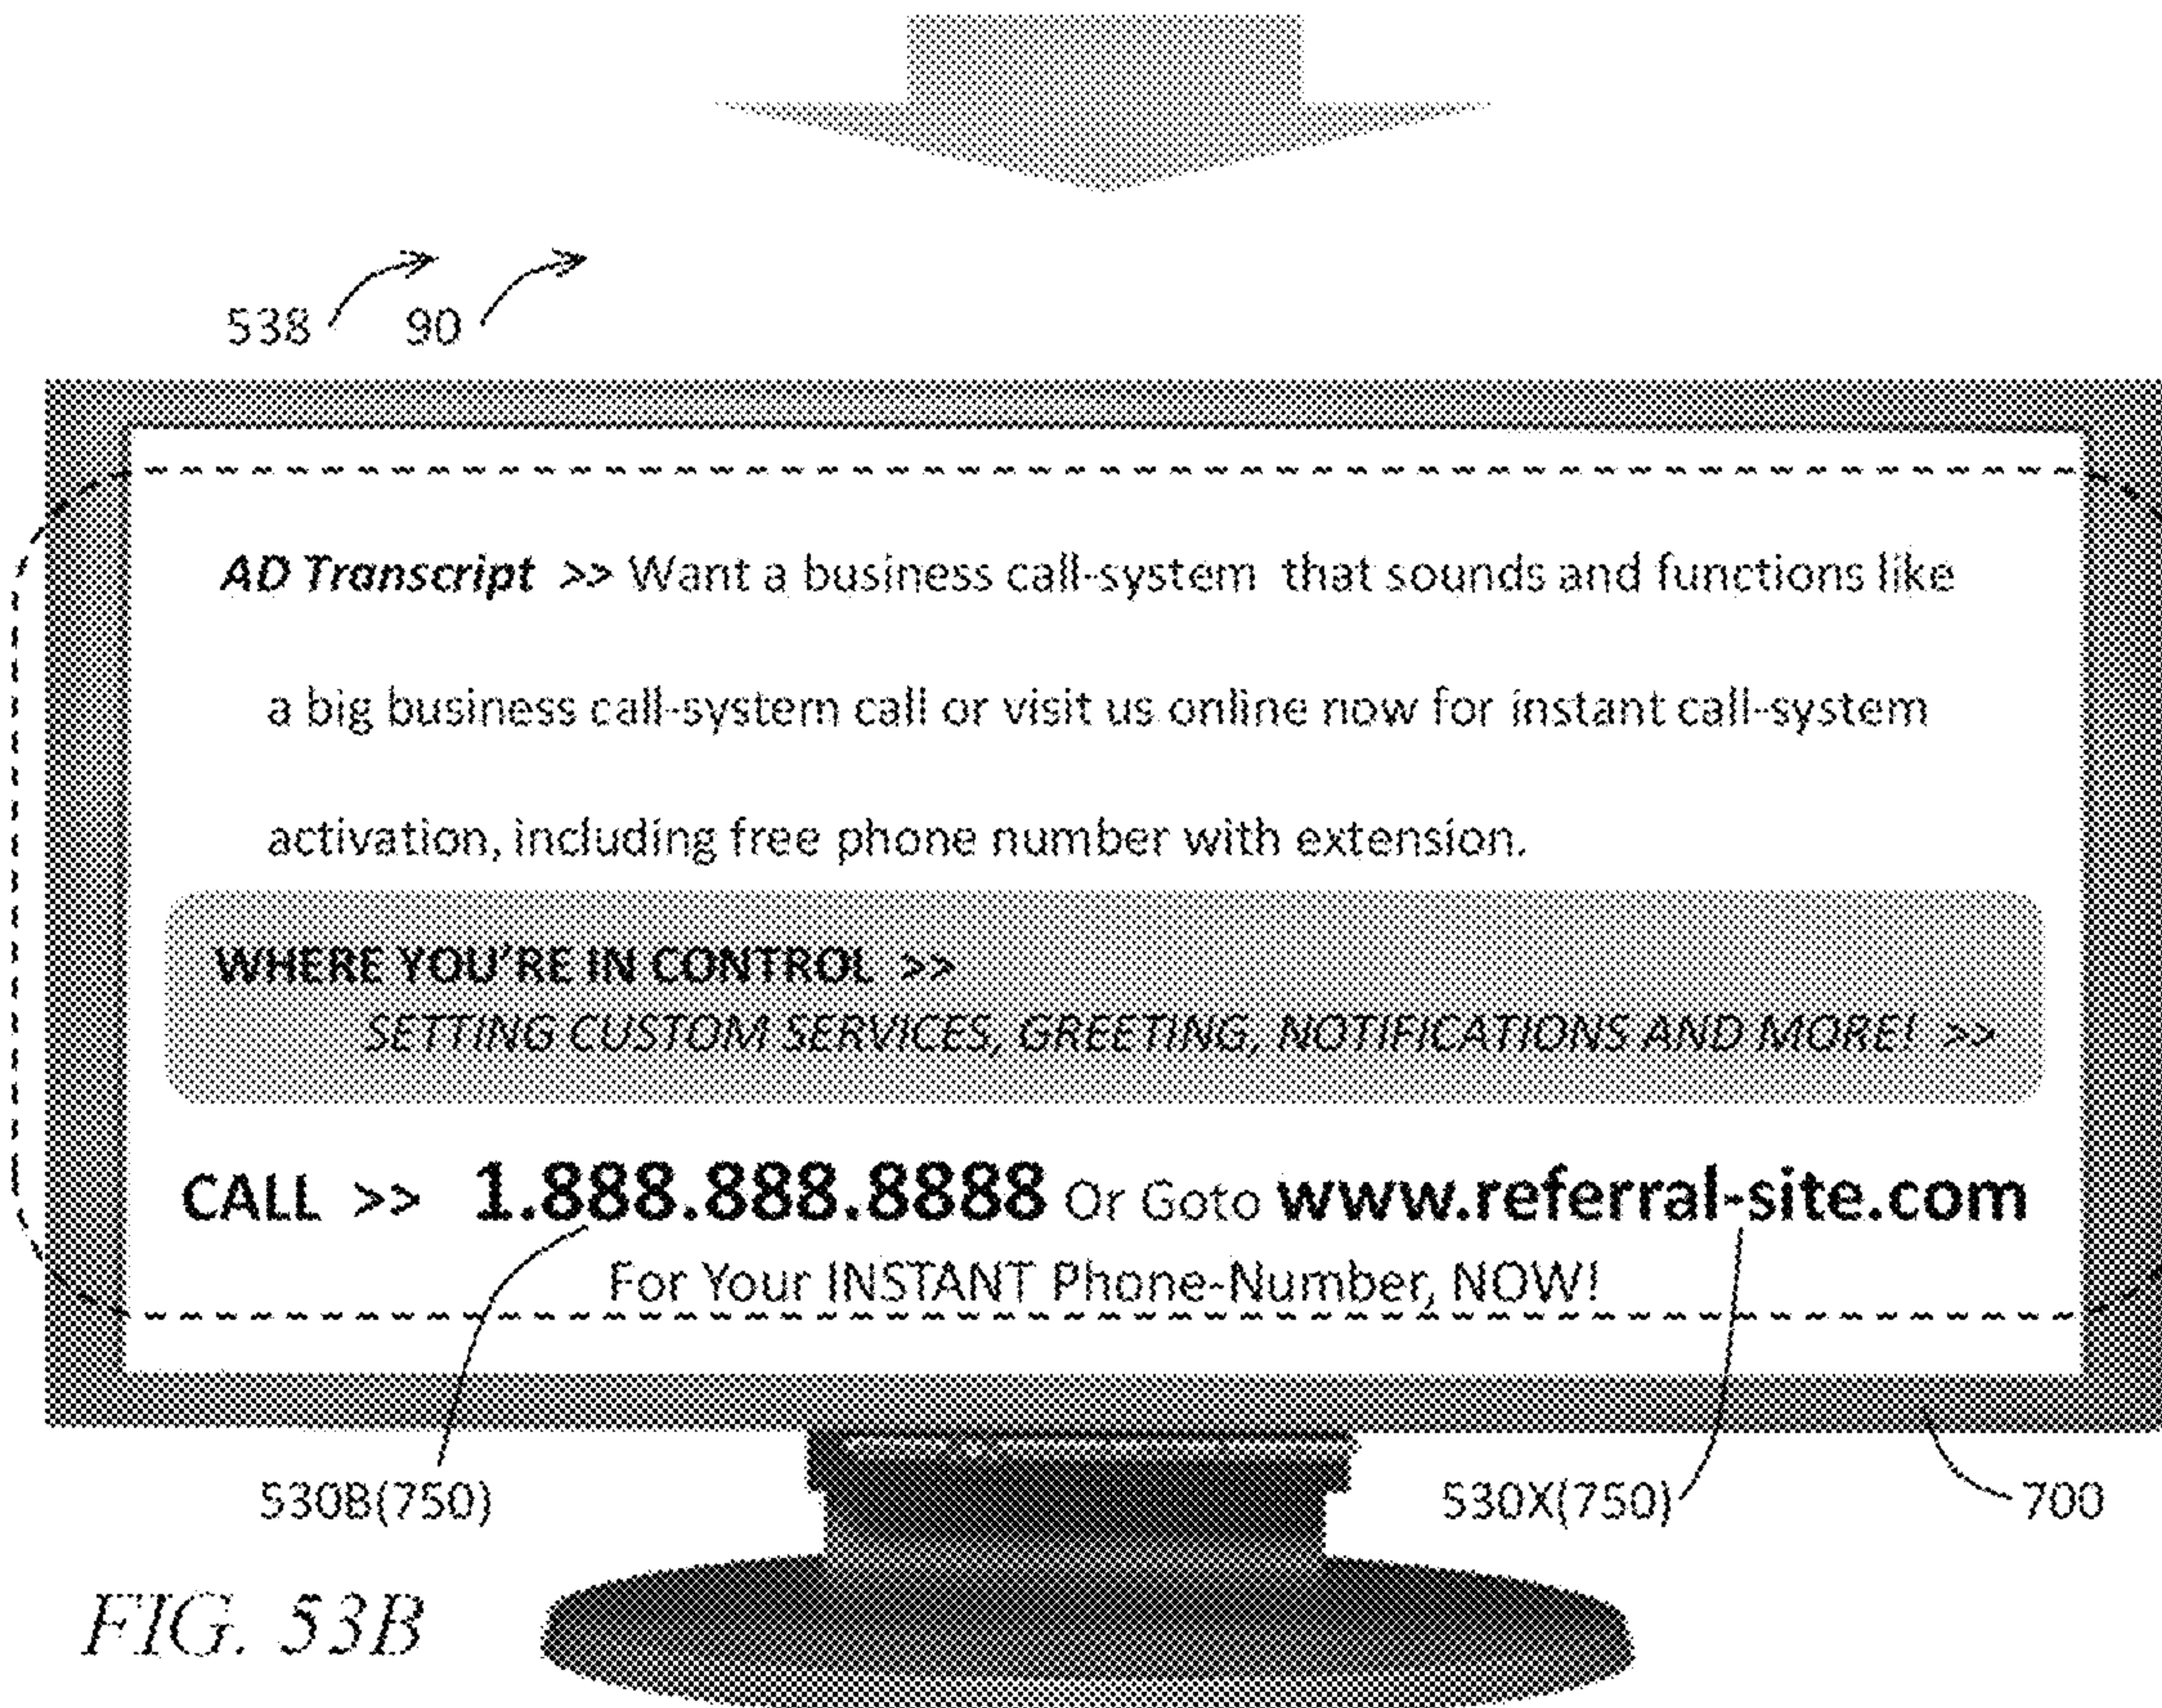 538 90
AD Transcript >> Want a business call-system that sounds and functions like
a big business call-system call or visit us online now for instant call-system
activation, including free phone number with extension.
WHERE YOU'RE IN CONTROL >>
SETTING CUSTOM SERVICES, GREETING, NOTIFICATIONS AND MORE! >>
CALL >> 1.888.888.8888 Or Goto www.referral-site.com
For Your INSTANT Phone-Number, NOW!
530B(750) 530X(750) 700
FIG. 53B